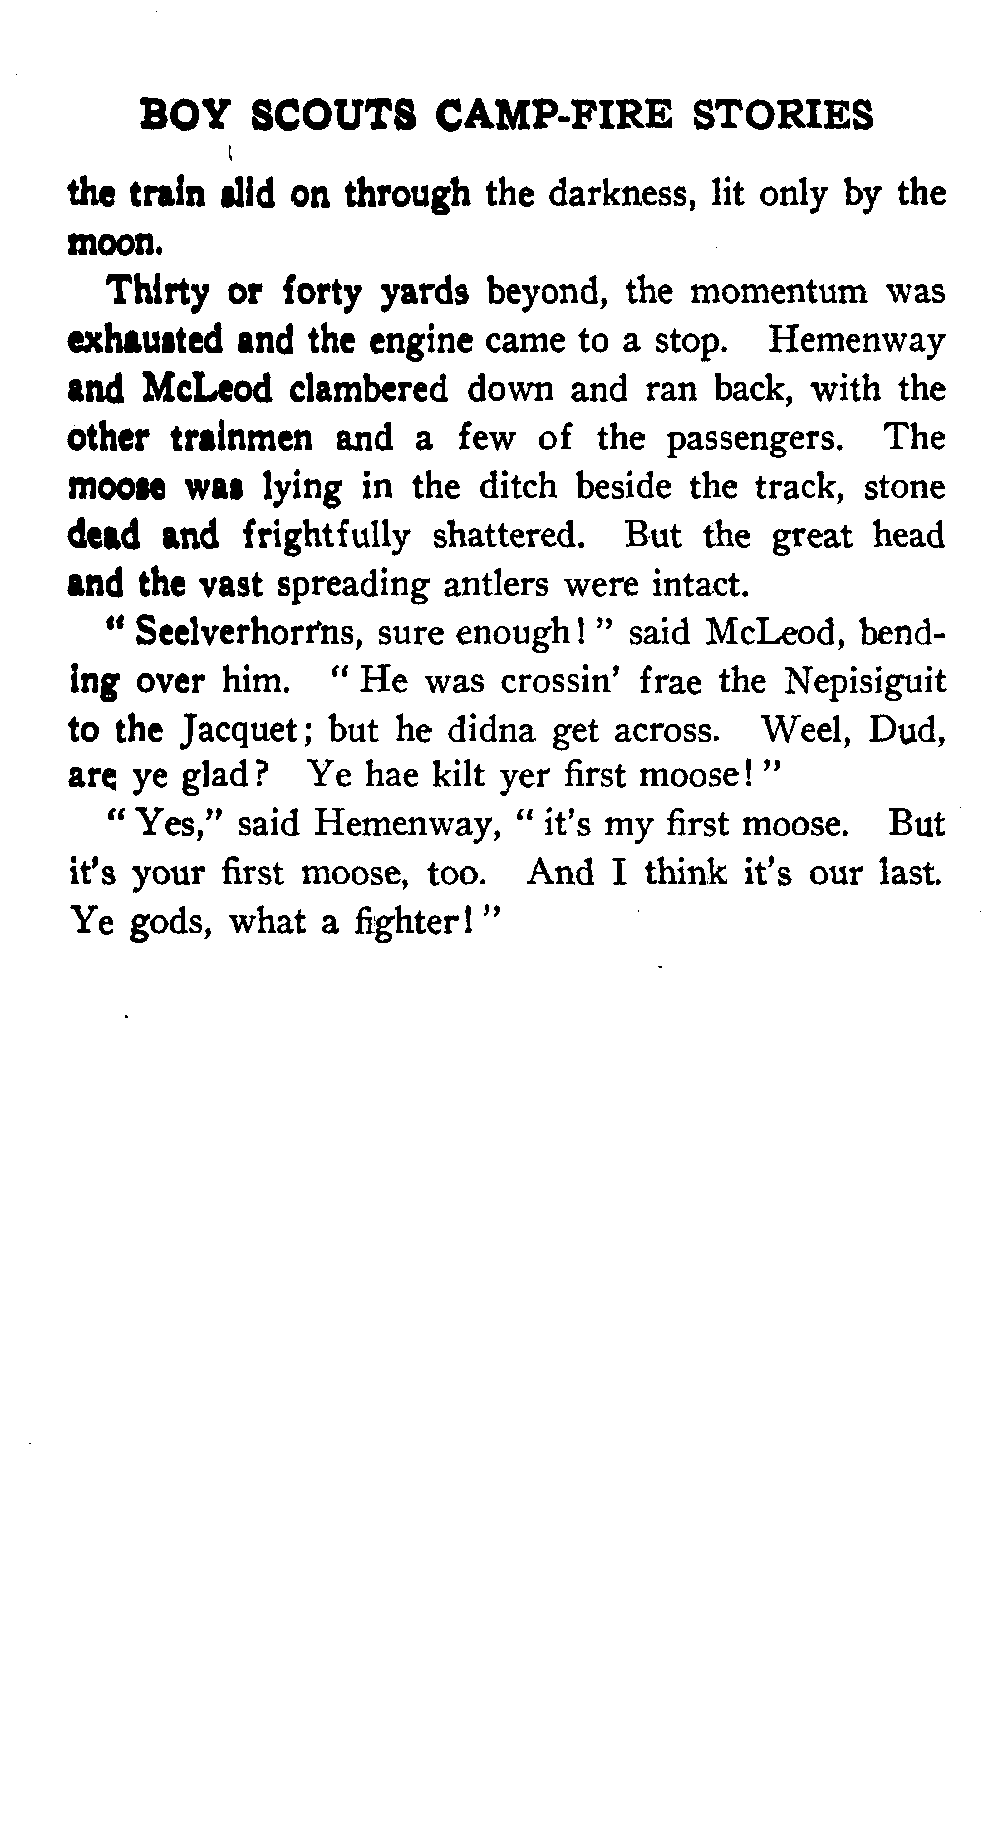 BOY SCOUTS CAMP-FIRE STORIES
the train slid on through the darkness, lit only by the
moon.
Thirty or forty yards beyond, the momentum was
exhausted and the engine came to a stop. Hemenway
and McLeod clambered down and ran back, with the
other trainmen and a few of the passengers. The
moose was lying in the ditch beside the track, stone
dead and frightfully shattered. But the great head
and the vast spreading antlers were intact.
" Seelverhorrns, sure enough! " said McLeod, bend-
ing over him. " He was crossin' frae the Nepisiguit
to the Jacquet; but he didna get across. Weel, Dud,
are ye glad? Ye hae kilt yer first moose! "
" Yes," said Hemenway, " it's my first moose. But
it's your first moose, too. And I think it's our last.
Ye gods, what a fighter! "